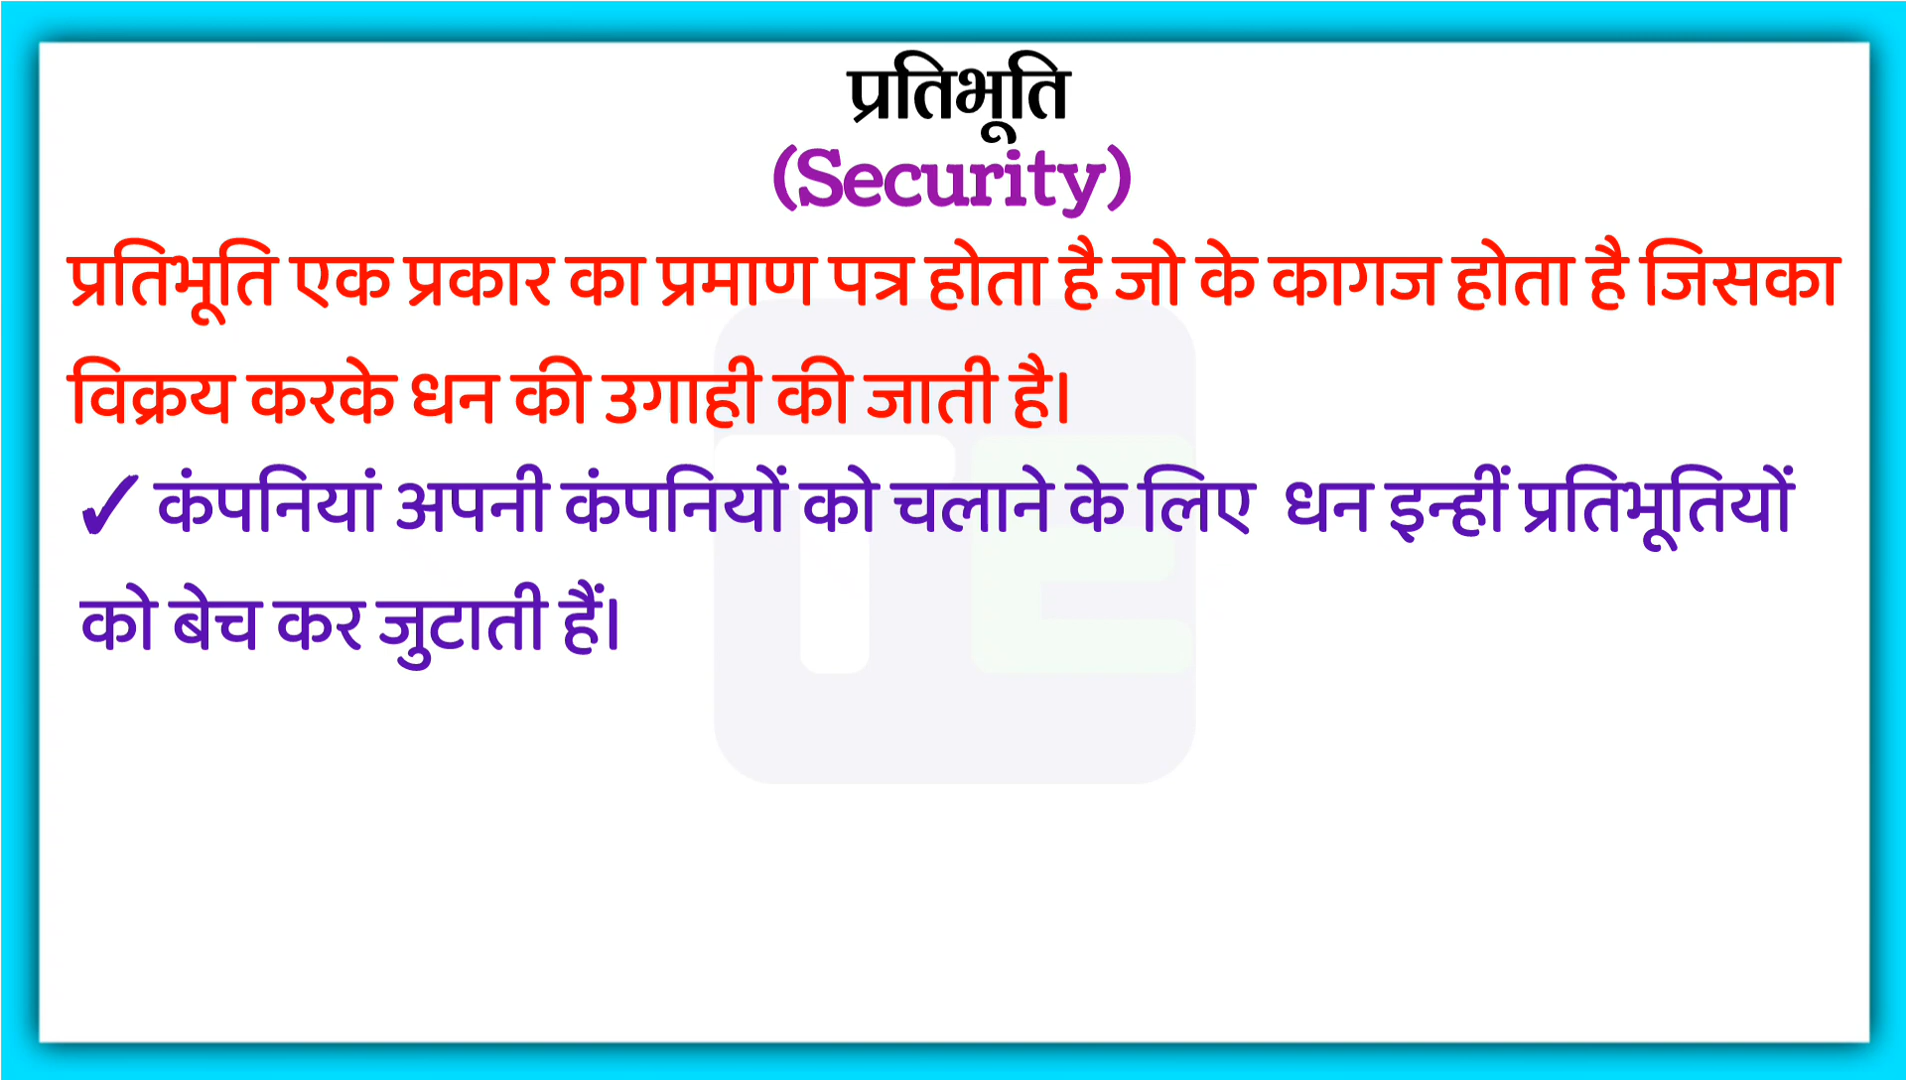 प्रतिभूति
(Security)
प्रतिभूति एक प्रकार का प्रमाण पत्र होता है जो के कागज होता है जिसका
विक्रय करके धन की उगाही की जाती है।
✓ कंपनियां अपनी कंपनियों को चलाने के लिए धन इन्हीं प्रतिभूतियों
को बेच कर जुटाती हैं।
TE